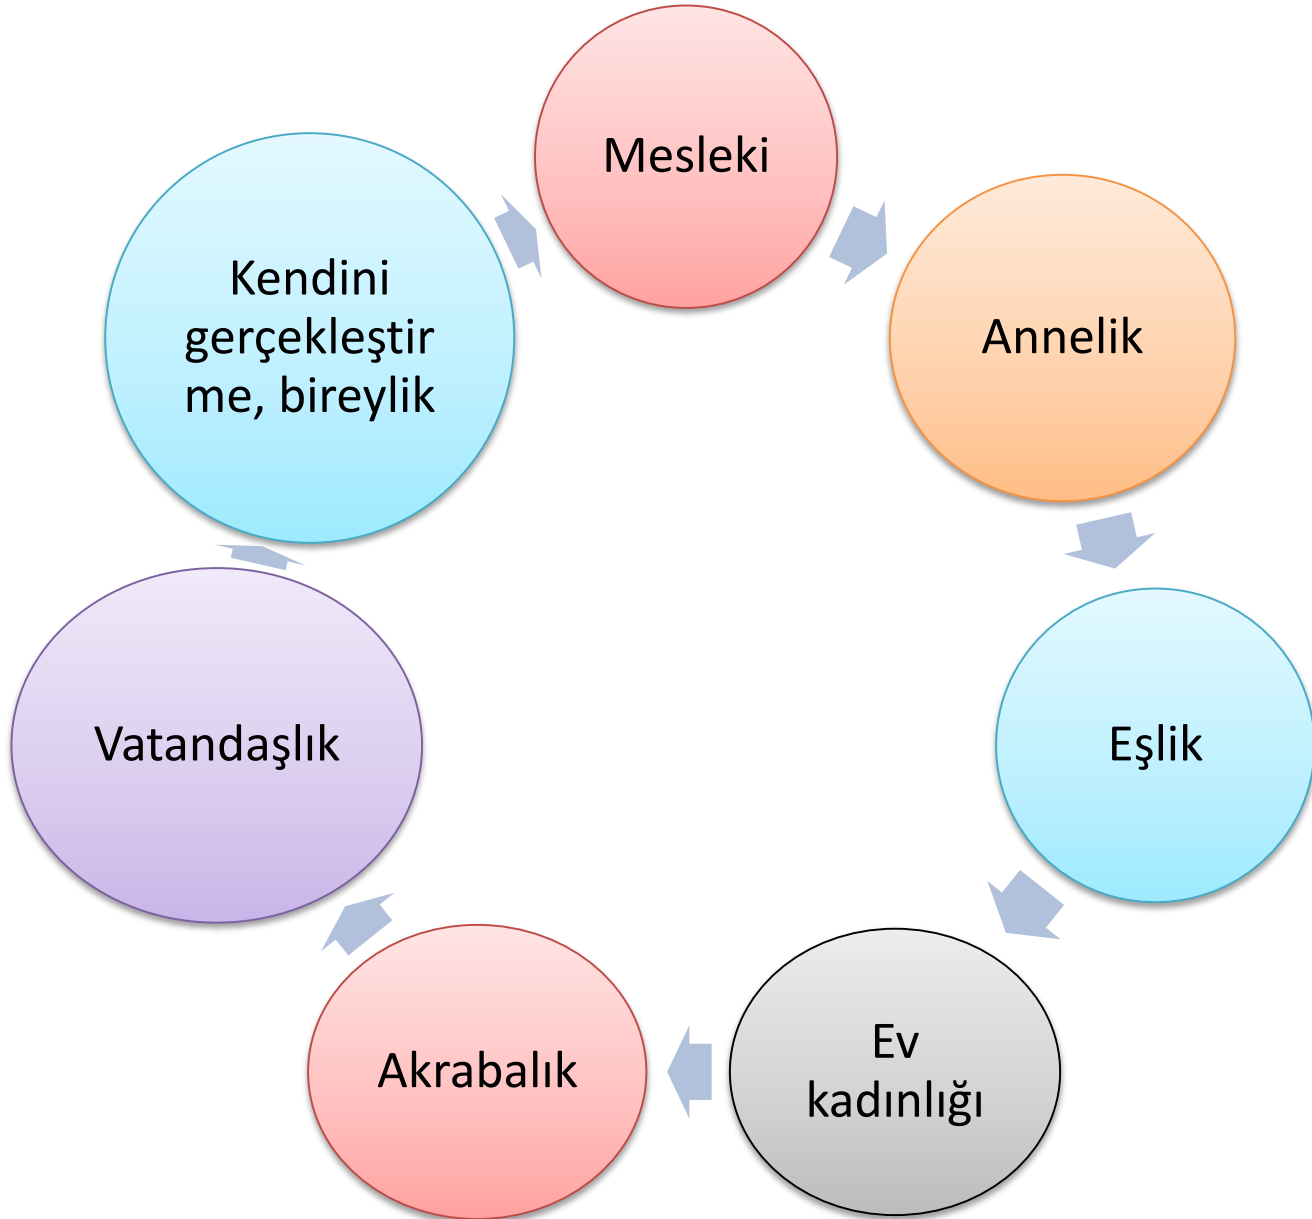 Mesleki
Annelik
Eşlik
Ev
kadınlığı
Akrabalık
Vatandaşlık
Kendini
gerçekleştir
me, bireylik